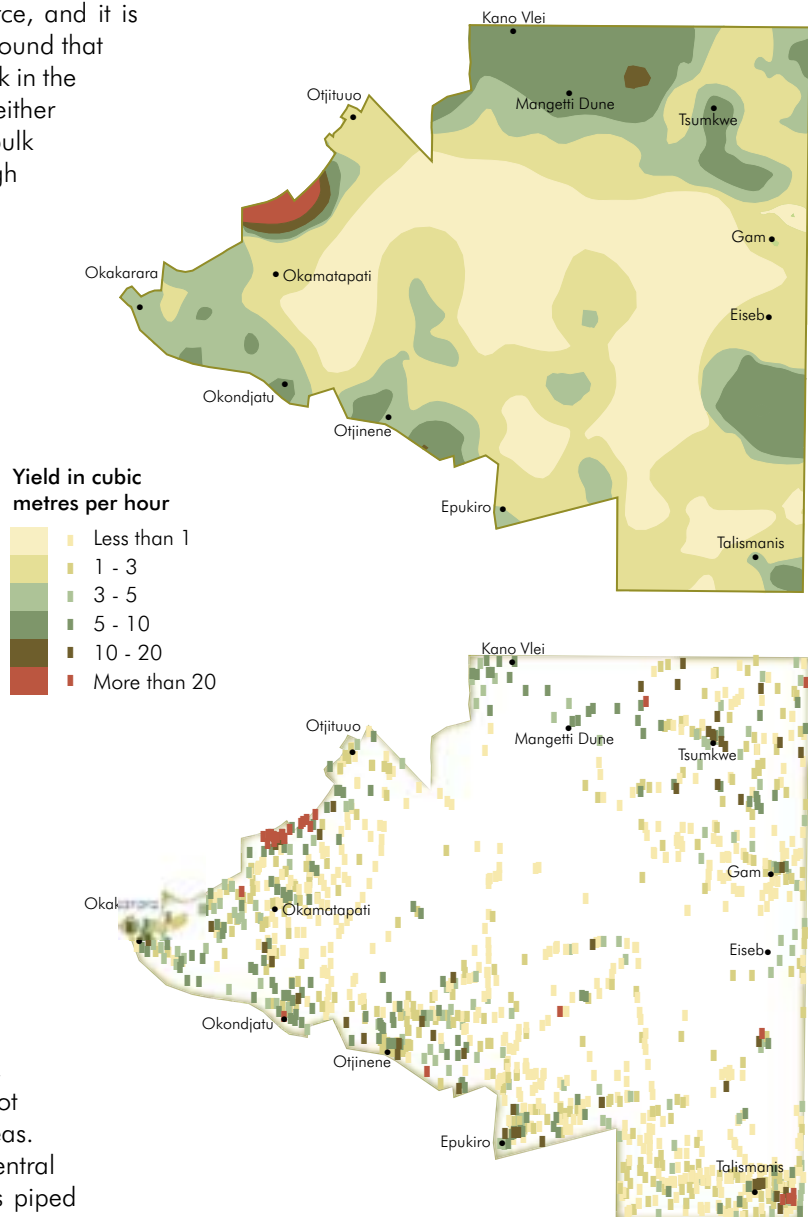 rce, and it is
ound that
k in the
either
ulk
gh
Kano Vlei
Otjituuo
Mangetti Dune
Tsumkwe
Gam
Okakarara
Okamatapati
Eiseb
Okondjatu
Otjinene
Epukiro
Talismanis
Yield in cubic
metres per hour
Less than 1
1 - 3
3 - 5
5 - 10
10 - 20
More than 20
Kano Vlei
Otjituuo
Mangetti Dune
Tsumkwe
Gam
Okakarara
Okamatapati
Eiseb
Okondjatu
Otjinene
Epukiro
Talismanis
ot
eas.
entral
s piped